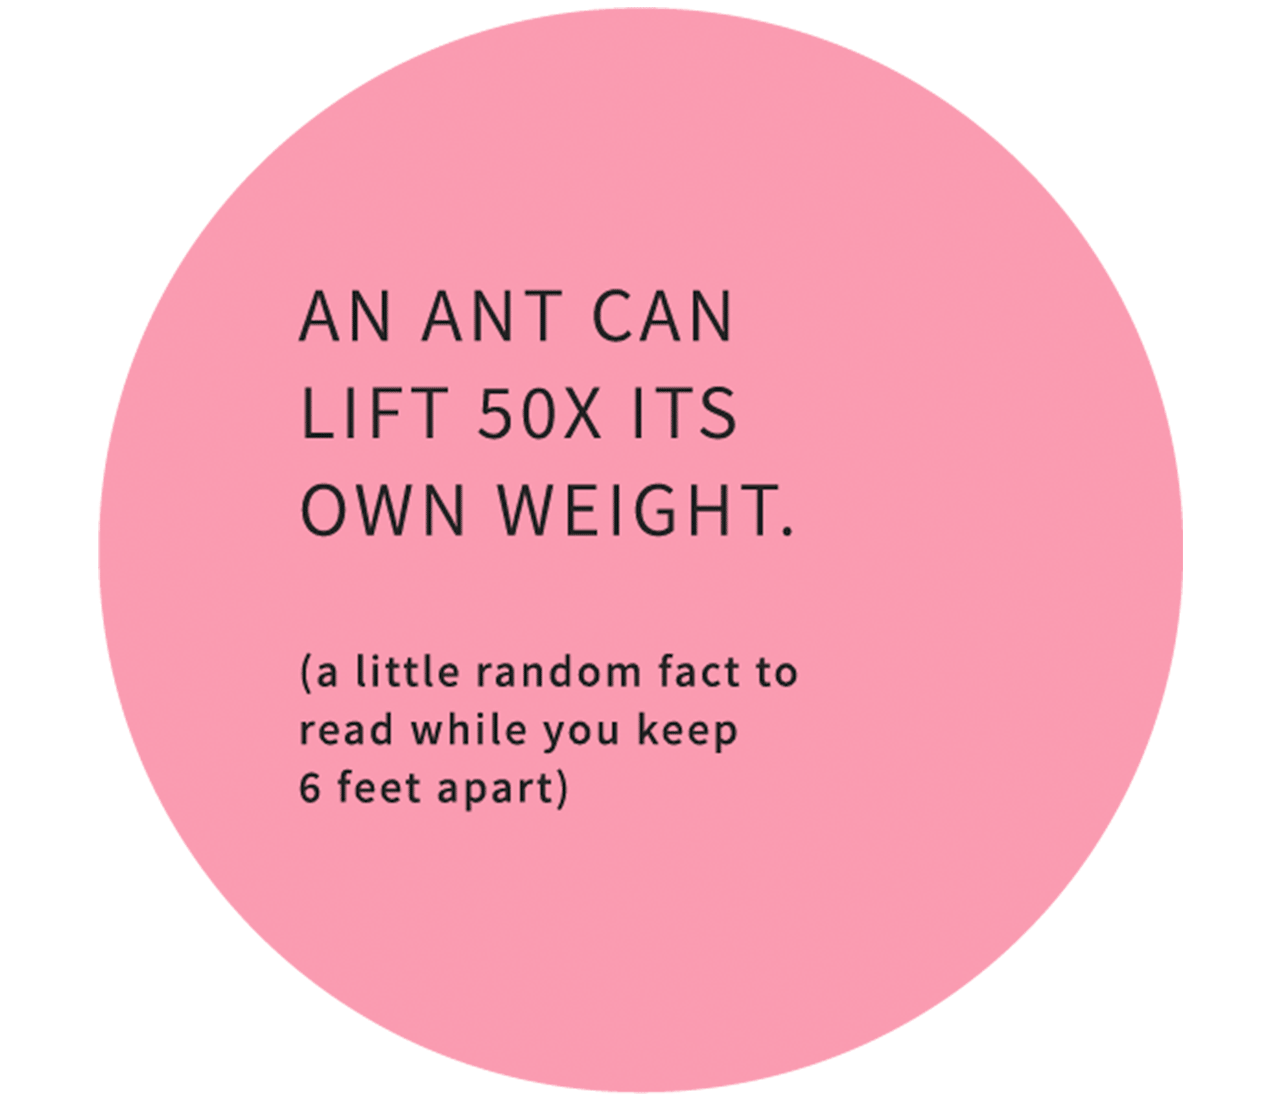 AN ANT CAN
LIFT 50X ITS
OWN WEIGHT.
(a little random fact to
read while you keep
6 feet apart)